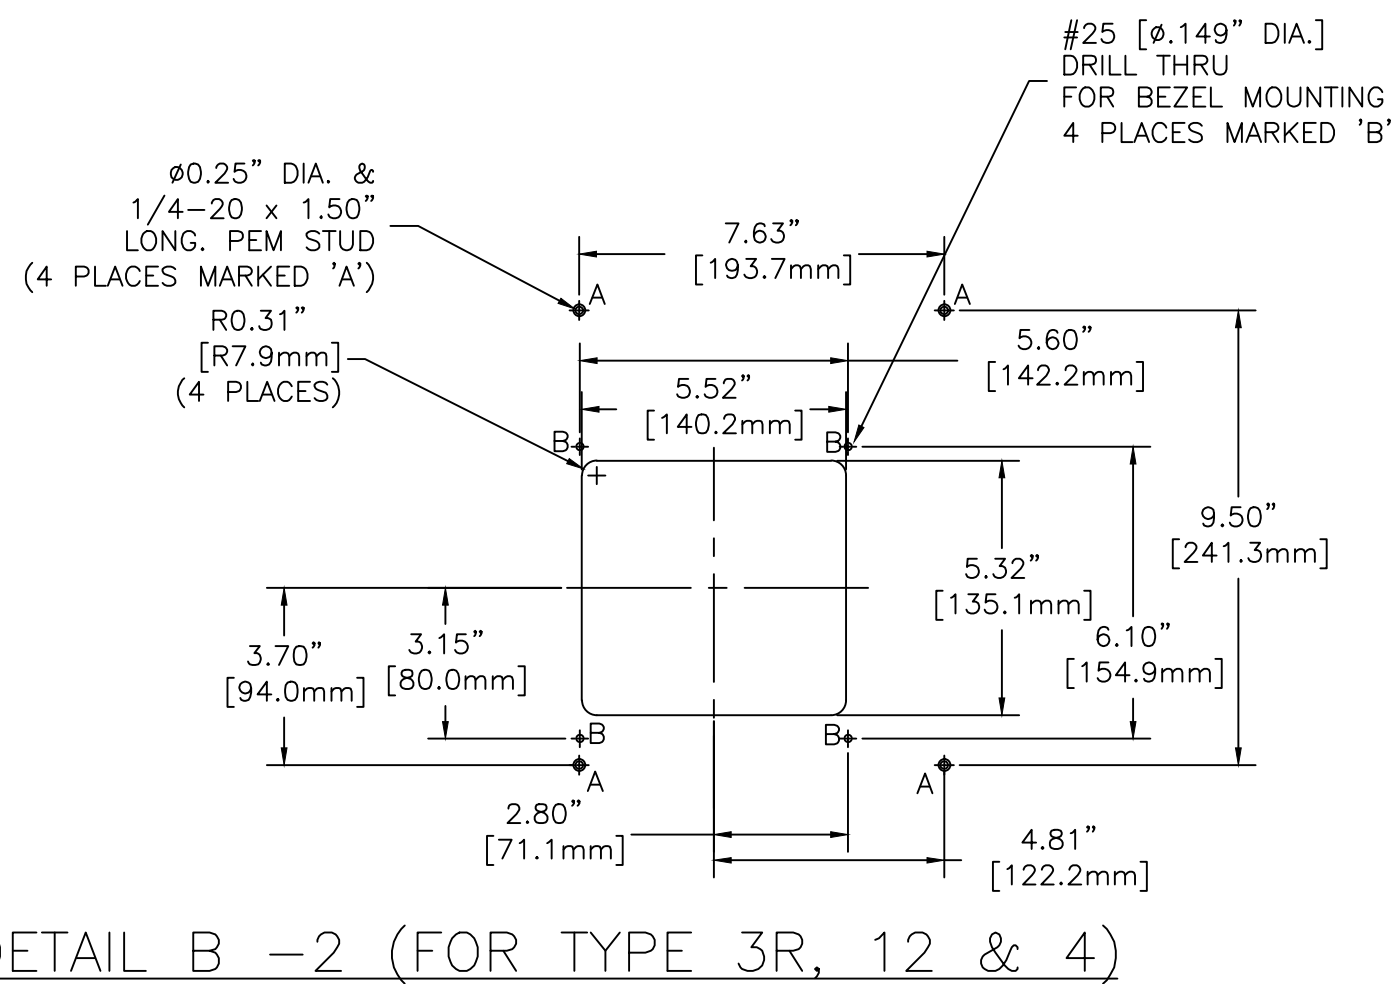 #25 [ø.149” DIA.]
DRILL THRU
FOR BEZEL MOUNTING
4 PLACES MARKED 'B'
ø0.25” DIA. &
1/4-20 x 1.50”
LONG. PEM STUD
(4 PLACES MARKED 'A')
7.63”
[193.7mm]
A
A
R0.31”
[R7.9mm]
(4 PLACES)
5.60”
[142.2mm]
5.52”
[140.2mm]
B
B
9.50”
[241.3mm]
5.32”
[135.1mm]
6.10”
[154.9mm]
3.15”
[80.0mm]
3.70”
[94.0mm]
B
B
A
A
2.80”
[71.1mm]
4.81”
[122.2mm]
DETAIL B -2 (FOR TYPE 3R, 12 & 4)